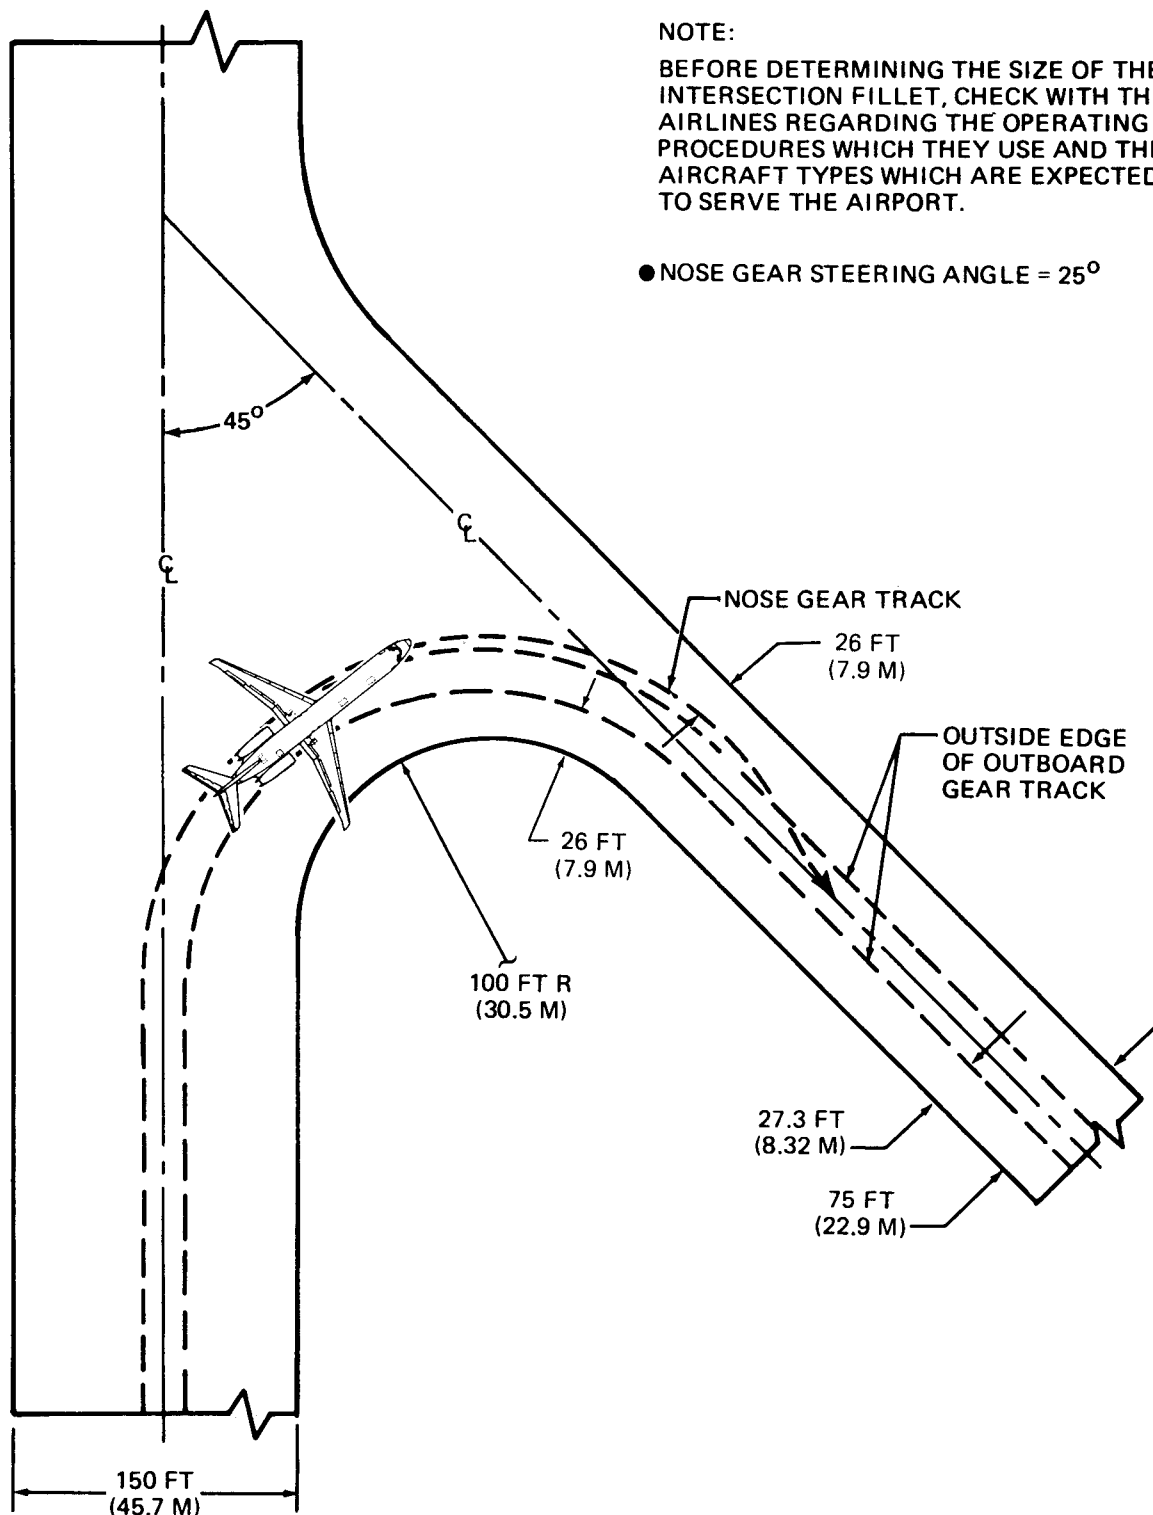 NOTE:
BEFORE DETERMINING THE SIZE OF THE
INTERSECTION FILLET, CHECK WITH TH
AIRLINES REGARDING THE OPERATING
PROCEDURES WHICH THEY USE AND THE
AIRCRAFT TYPES WHICH ARE EXPECTED
TO SERVE THE AIRPORT.
● NOSE GEAR STEERING ANGLE = 25°
45°
℄
℄
NOSE GEAR TRACK
26 FT
(7.9 M)
OUTSIDE EDGE
OF OUTBOARD
GEAR TRACK
26 FT
(7.9 M)
100 FT R
(30.5 M)
27.3 FT
(8.32 M)
75 FT
(22.9 M)
150 FT
(45.7 M)